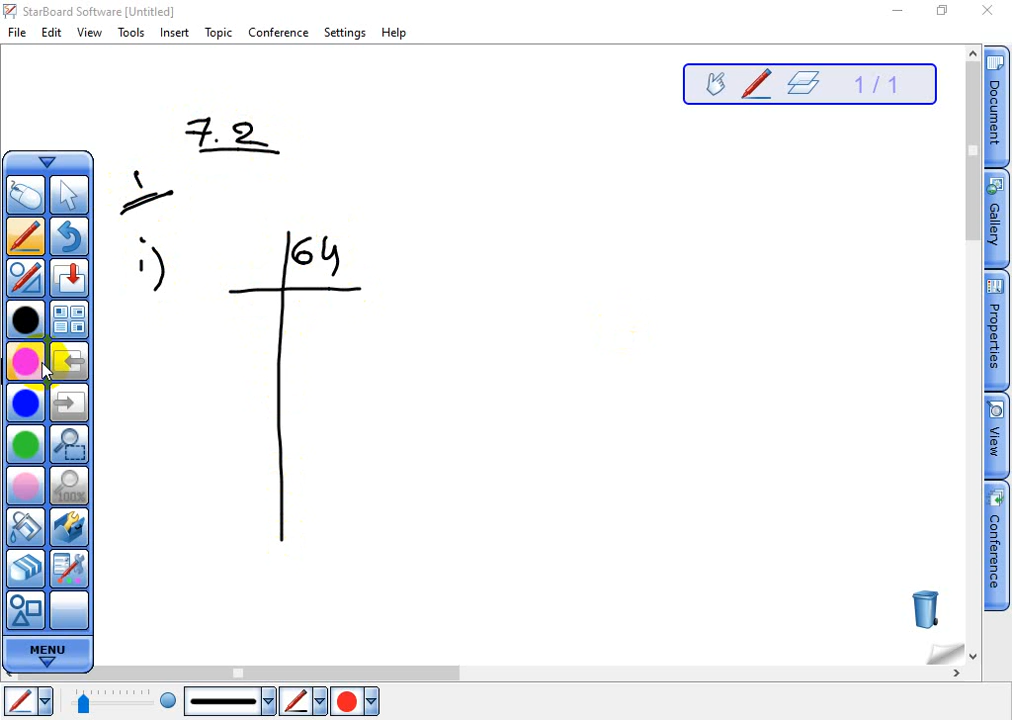 StarBoard Software [Untitled]
File Edit View Tools Insert Topic Conference Settings Help
1 / 1
7.2
i)
64
100%
MENU
Document
Gallery
Properties
View
Conference